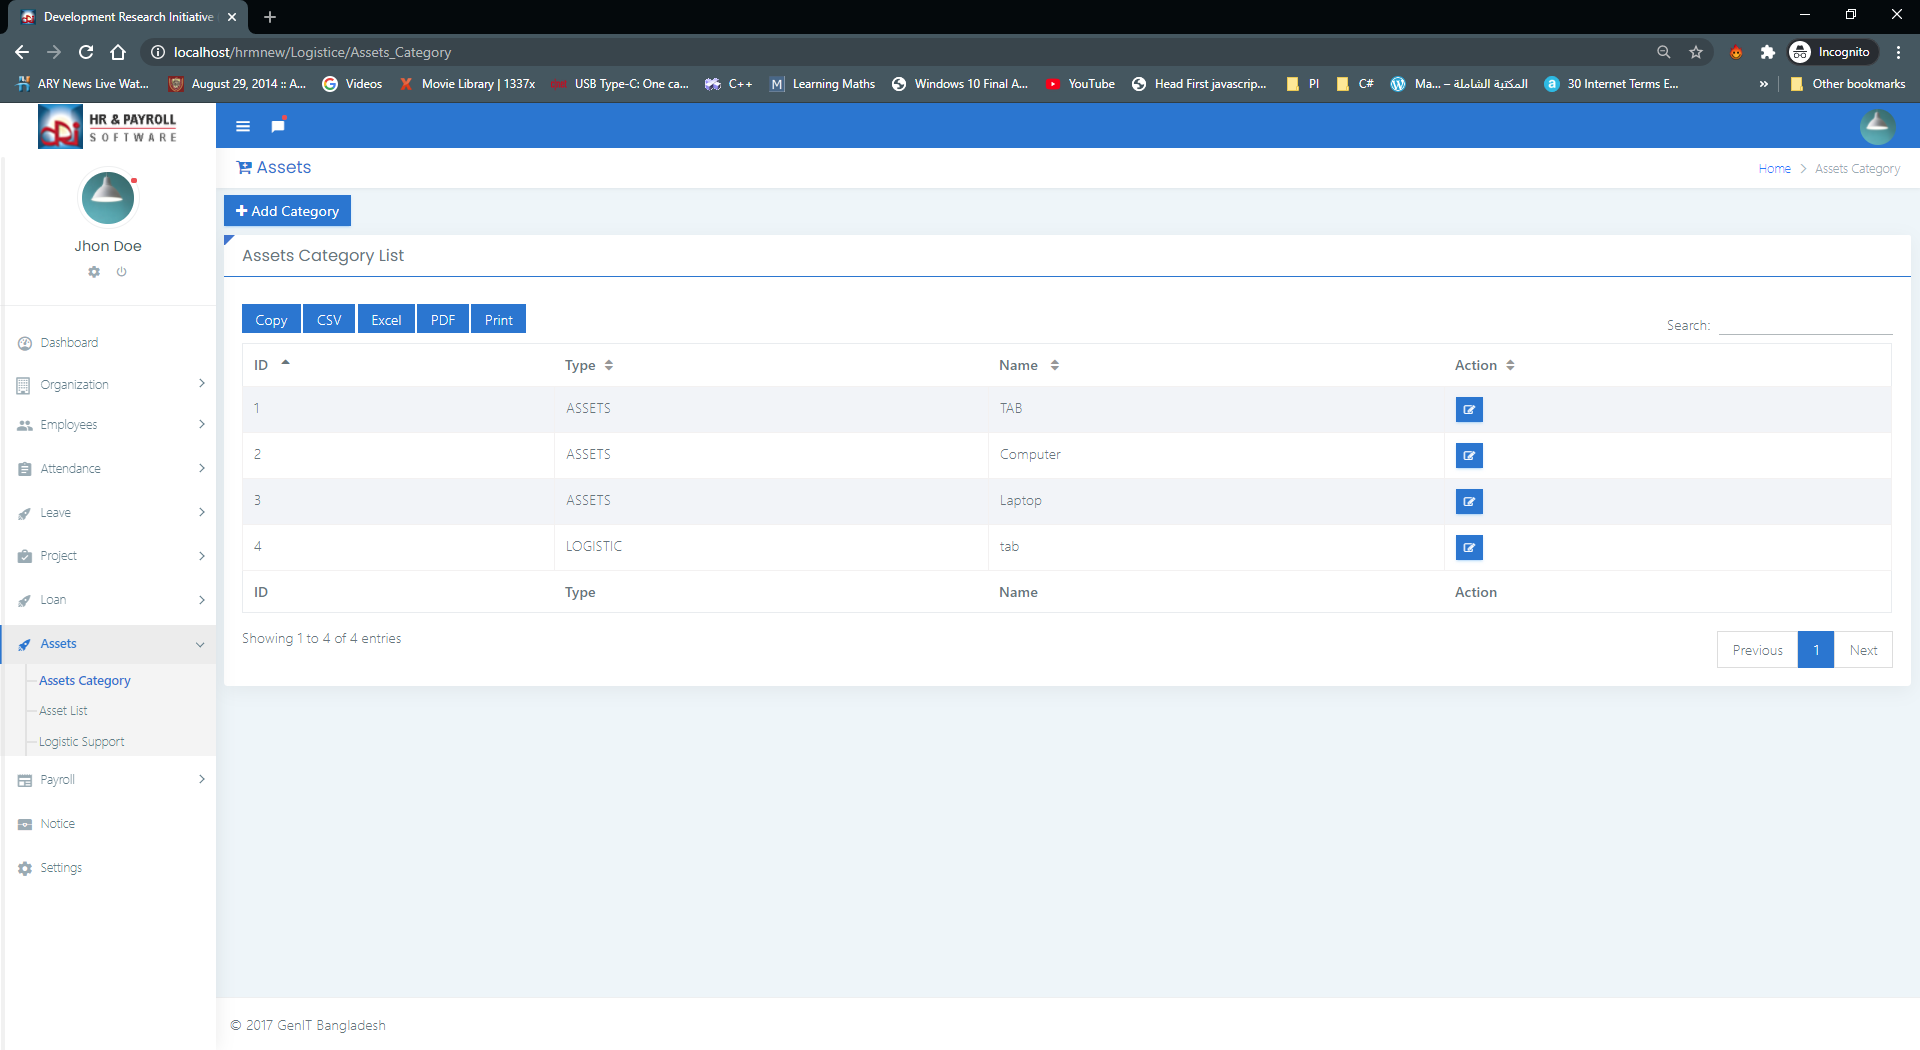 Development Research Initiative
localhost/hrmnew/Logistice/Assets_Category
Incognito
ARY News Live Wat...
August 29, 2014 :: A...
Videos
Movie Library | 1337x
USB Type-C: One ca...
C++
M Learning Maths
Windows 10 Final A...
YouTube
Head First javascrip...
PI
C#
Ma... – المكتبة الشاملة
a 30 Internet Terms E...
»
Other bookmarks
DRi HR & PAYROLL
SOFTWARE
Assets
Home > Assets Category
Jhon Doe
Dashboard
Organization
Employees
Attendance
Leave
Project
Loan
Assets
Assets Category
Asset List
Logistic Support
Payroll
Notice
Settings
+ Add Category
Assets Category List
Copy CSV Excel PDF Print
Search:
ID Type Name Action
1 ASSETS TAB
2 ASSETS Computer
3 ASSETS Laptop
4 LOGISTIC tab
ID Type Name Action
Showing 1 to 4 of 4 entries
Previous 1 Next
© 2017 GenIT Bangladesh